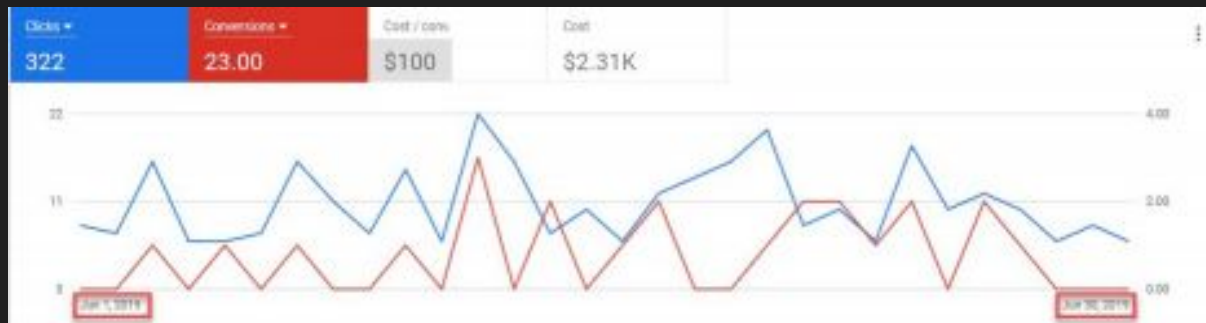 Clicks Conversions Cost / conv. Cost
322 23.00 $100 $2.31K
22 4.00
11 2.00
0 0.00
Jun 1, 2019 Jun 30, 2019